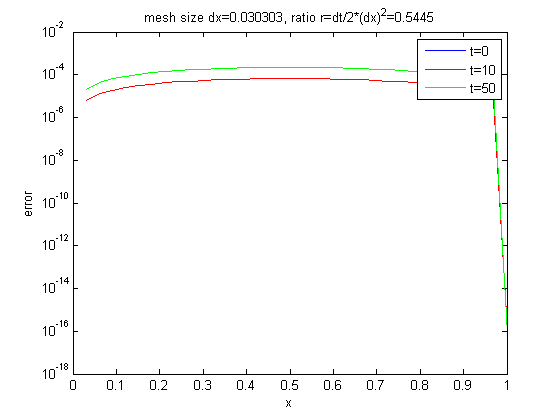 mesh size dx=0.030303, ratio r=dt/2*(dx)²=0.5445
10⁻²
t=0
t=10
t=50
10⁻⁴
10⁻⁶
10⁻⁸
10⁻¹⁰
10⁻¹²
10⁻¹⁴
10⁻¹⁶
10⁻¹⁸
error
0 0.1 0.2 0.3 0.4 0.5 0.6 0.7 0.8 0.9 1
x